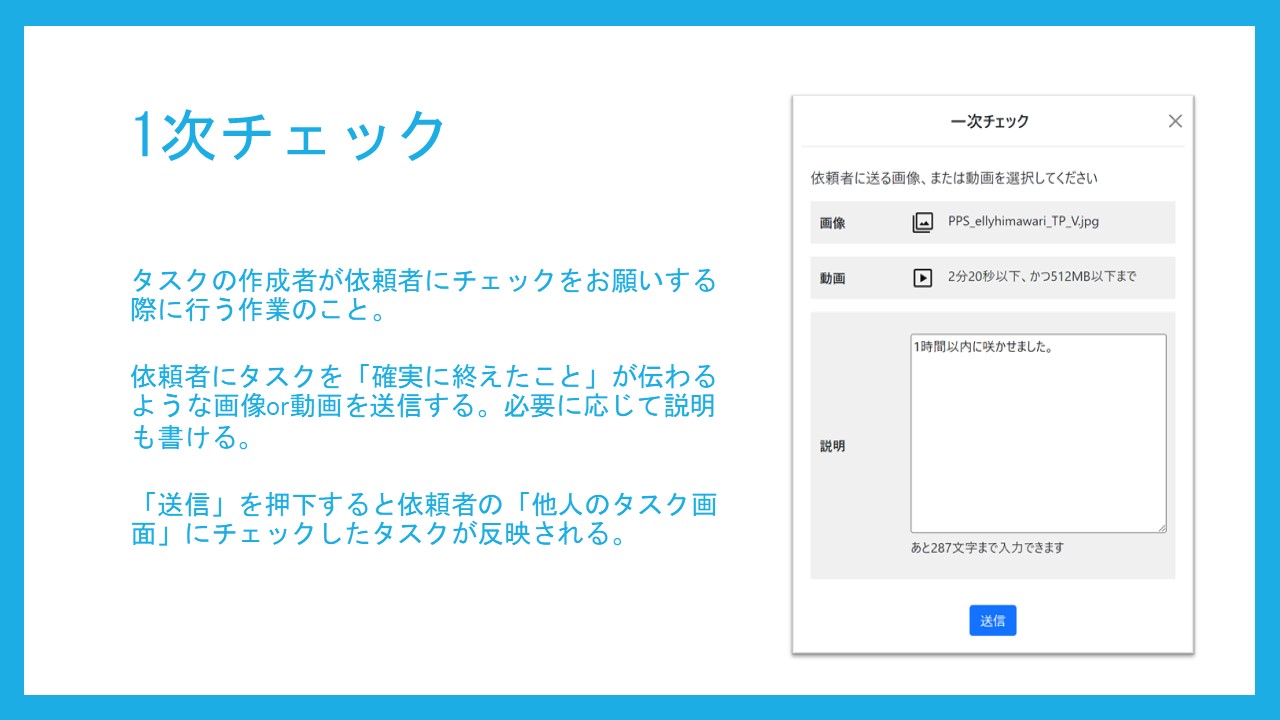 1次チェック
タスクの作成者が依頼者にチェックをお願いする
際に行う作業のこと。
依頼者にタスクを「確実に終えたこと」が伝わる
ような画像or動画を送信する。必要に応じて説明
も書ける。
「送信」を押下すると依頼者の「他人のタスク画
面」にチェックしたタスクが反映される。
一次チェック
依頼者に送る画像、または動画を選択してください
画像 PPS_ellyhimawari_TP_V.jpg
動画 2分20秒以下、かつ512MB以下まで
1時間以内に咲かせました。
説明
あと287文字まで入力できます
送信